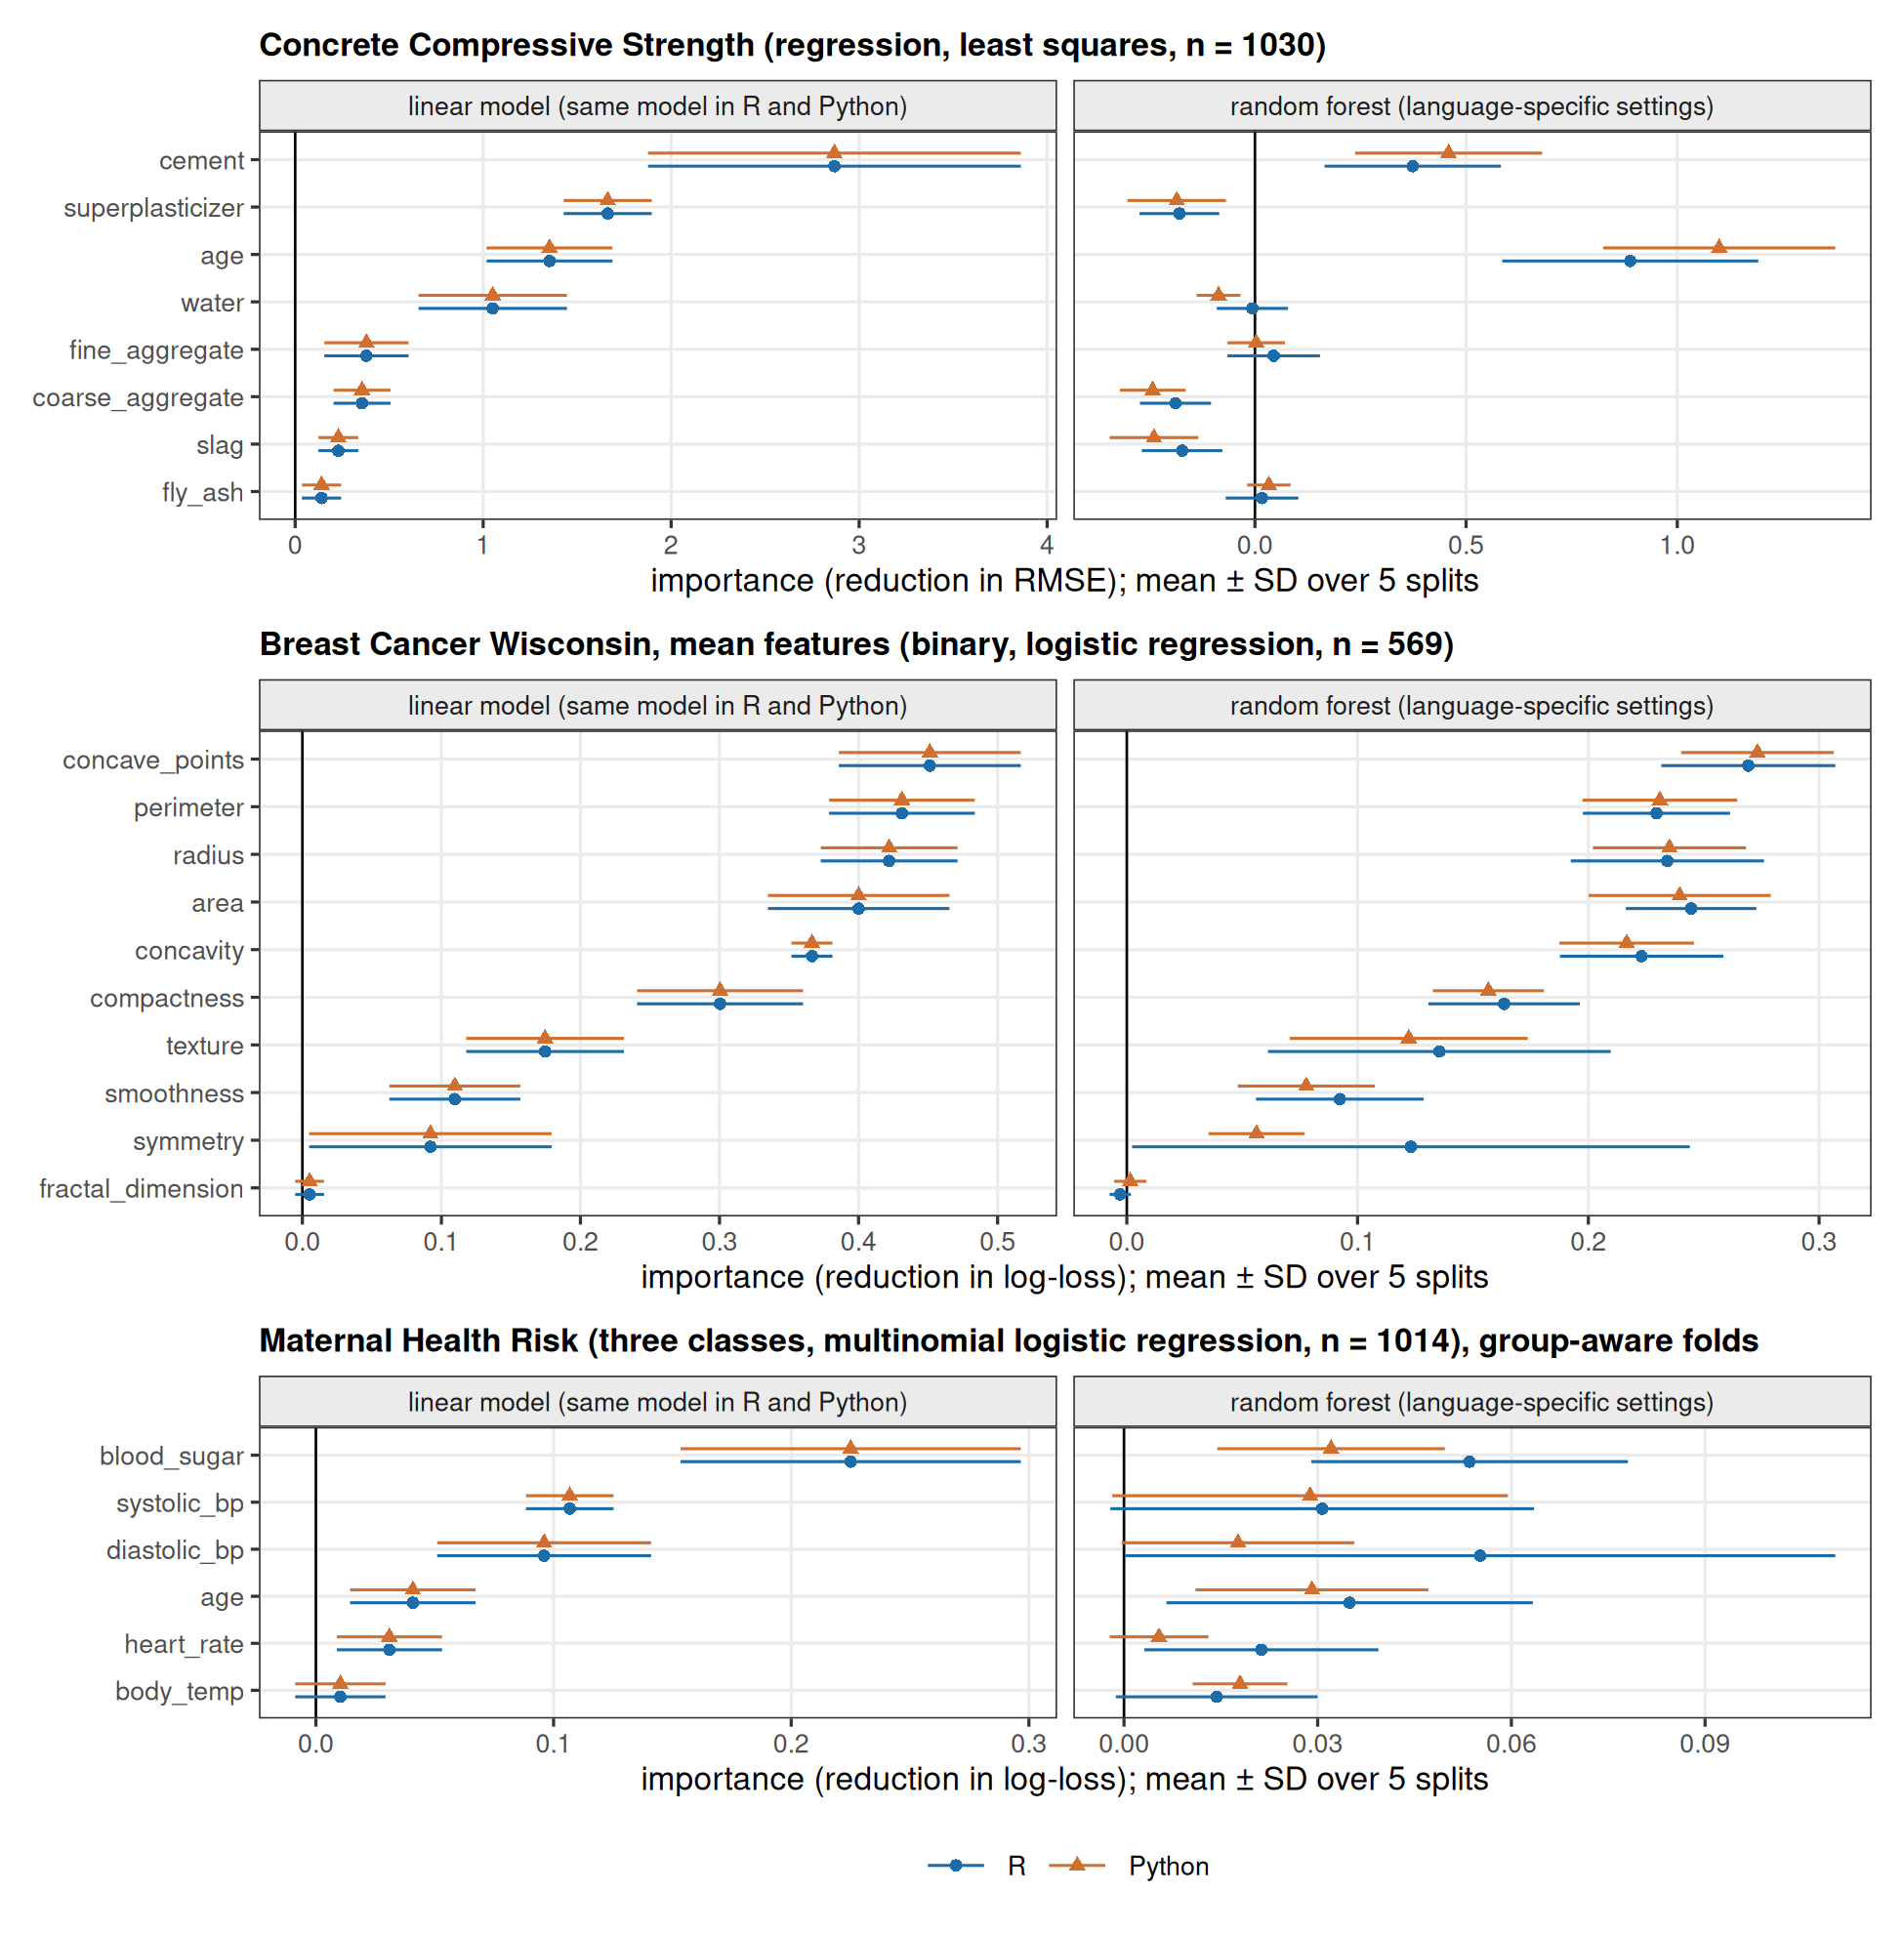 Concrete Compressive Strength (regression, least squares, n = 1030)
linear model (same model in R and Python)
random forest (language-specific settings)
cement
superplasticizer
age
water
fine_aggregate
coarse_aggregate
slag
fly_ash
0 1 2 3 4
0.0 0.5 1.0
importance (reduction in RMSE); mean ± SD over 5 splits
Breast Cancer Wisconsin, mean features (binary, logistic regression, n = 569)
linear model (same model in R and Python)
random forest (language-specific settings)
concave_points
perimeter
radius
area
concavity
compactness
texture
smoothness
symmetry
fractal_dimension
0.0 0.1 0.2 0.3 0.4 0.5
0.0 0.1 0.2 0.3
importance (reduction in log-loss); mean ± SD over 5 splits
Maternal Health Risk (three classes, multinomial logistic regression, n = 1014), group-aware folds
linear model (same model in R and Python)
random forest (language-specific settings)
blood_sugar
systolic_bp
diastolic_bp
age
heart_rate
body_temp
0.0 0.1 0.2 0.3
0.00 0.03 0.06 0.09
importance (reduction in log-loss); mean ± SD over 5 splits
R Python